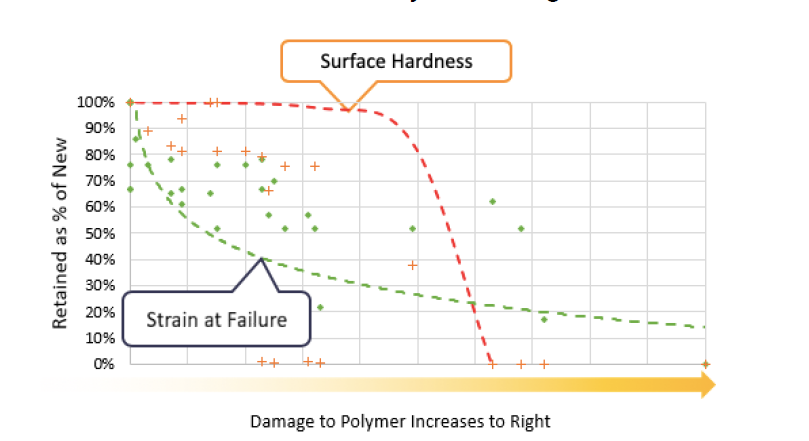 Surface Hardness
100%
90%
80%
70%
60%
50%
40%
30%
20%
10%
0%
Retained as % of New
Strain at Failure
Damage to Polymer Increases to Right